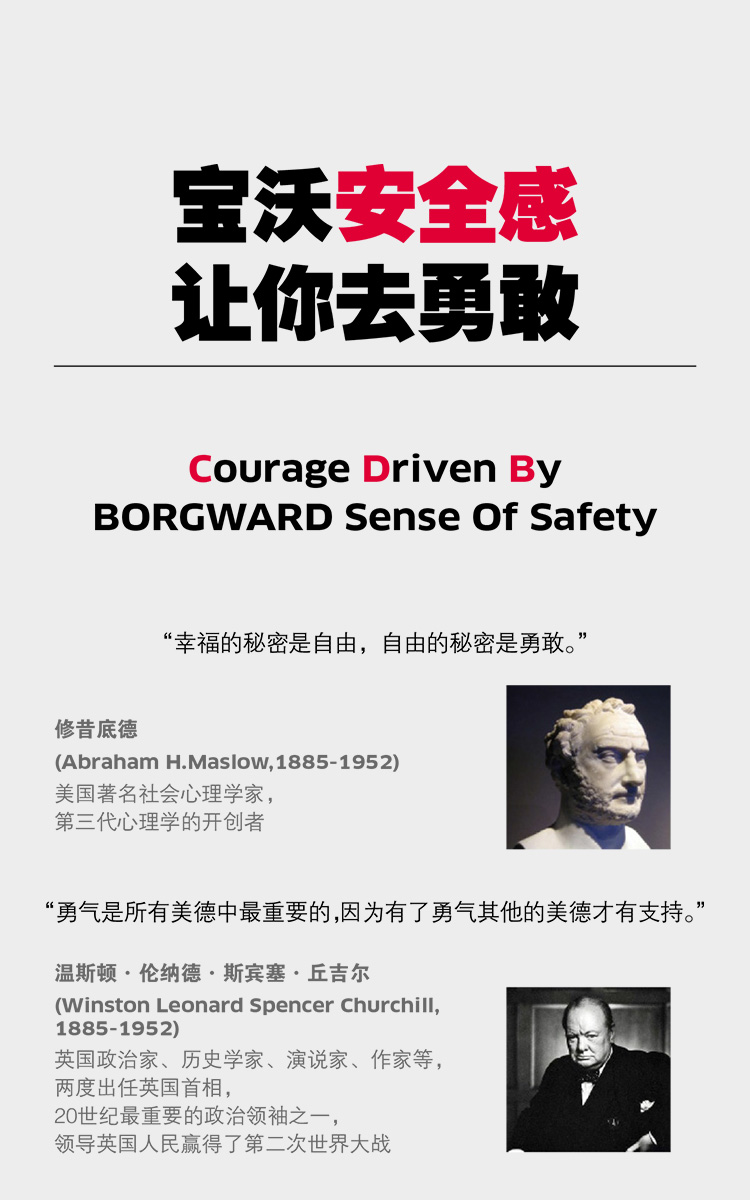 宝沃安全感
让你去勇敢
Courage Driven By
BORGWARD Sense Of Safety
“幸福的秘密是自由，自由的秘密是勇敢。”
修昔底德
(Abraham H.Maslow,1885-1952)
美国著名社会心理学家，
第三代心理学的开创者
“勇气是所有美德中最重要的,因为有了勇气其他的美德才有支持。”
温斯顿·伦纳德·斯宾塞·丘吉尔
(Winston Leonard Spencer Churchill,
1885-1952)
英国政治家、历史学家、演说家、作家等，
两度出任英国首相，
20世纪最重要的政治领袖之一，
领导英国人民赢得了第二次世界大战